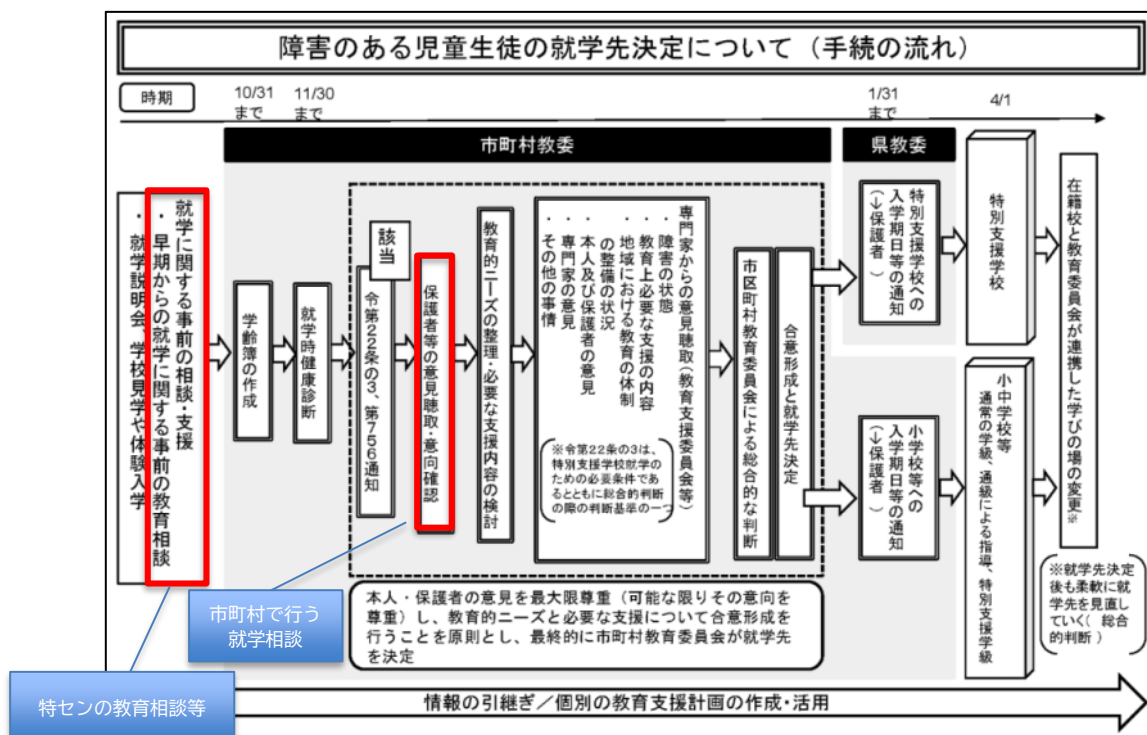 障害のある児童生徒の就学先決定について（手続の流れ）
時期
10/31
まで
11/30
まで
1/31
まで
4/1
市町村教委
県教委
就学に関する事前の相談・支援
・早期からの就学に関する事前の教育相談
・就学説明会、学校見学や体験入学
学齢簿の作成
就学時健康診断
該当
令第22条の3、第756通知
保護者等の意見聴取・意向確認
教育的ニーズの整理・必要な支援内容の検討
専門家からの意見聴取（教育支援委員会等）
・障害の状態
・教育上必要な支援の内容
・地域における教育の体制
の整備の状況
・本人及び保護者の意見
・専門家の意見
・その他の事情
※令第22条の3は、
特別支援学校就学の
ための必要条件であ
るとともに総合的判断
の際の判断基準の一つ
市区町村教育委員会による総合的な判断
合意形成と就学先決定
特別支援学校への
入学期日等の通知
（↓保護者）
小学校等への
入学期日等の通知
（↓保護者）
特別支援学校
小中学校等
通常の学級、通級による指導、特別支援学級
在籍校と教育委員会が連携した学びの場の変更※
※就学先決定
後も柔軟に就
学先を見直し
ていく（総合
的判断）
本人・保護者の意見を最大限尊重（可能な限りその意向を
尊重）し、教育的ニーズと必要な支援について合意形成を
行うことを原則とし、最終的に市町村教育委員会が就学先
を決定
市町村で行う
就学相談
特センの教育相談等
情報の引継ぎ／個別の教育支援計画の作成・活用